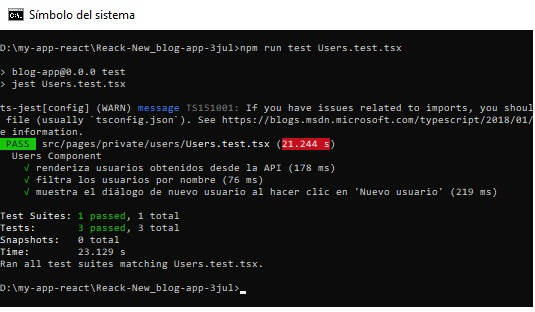 Símbolo del sistema
D:\my-app-react\Reack-New_blog-app-3jul>npm run test Users.test.tsx
> blog-app@0.0.0 test
> jest Users.test.tsx
ts-jest[config] (WARN) message TS151001: If you have issues related to imports, you shoul
 file (usually `tsconfig.json`). See https://blogs.msdn.microsoft.com/typescript/2018/01/
e information.
 PASS  src/pages/private/users/Users.test.tsx (21.244 s)
  Users Component
    √ renderiza usuarios obtenidos desde la API (178 ms)
    √ filtra los usuarios por nombre (76 ms)
    √ muestra el diálogo de nuevo usuario al hacer clic en 'Nuevo usuario' (219 ms)
Test Suites: 1 passed, 1 total
Tests:       3 passed, 3 total
Snapshots:   0 total
Time:        23.129 s
Ran all test suites matching Users.test.tsx.
D:\my-app-react\Reack-New_blog-app-3jul>